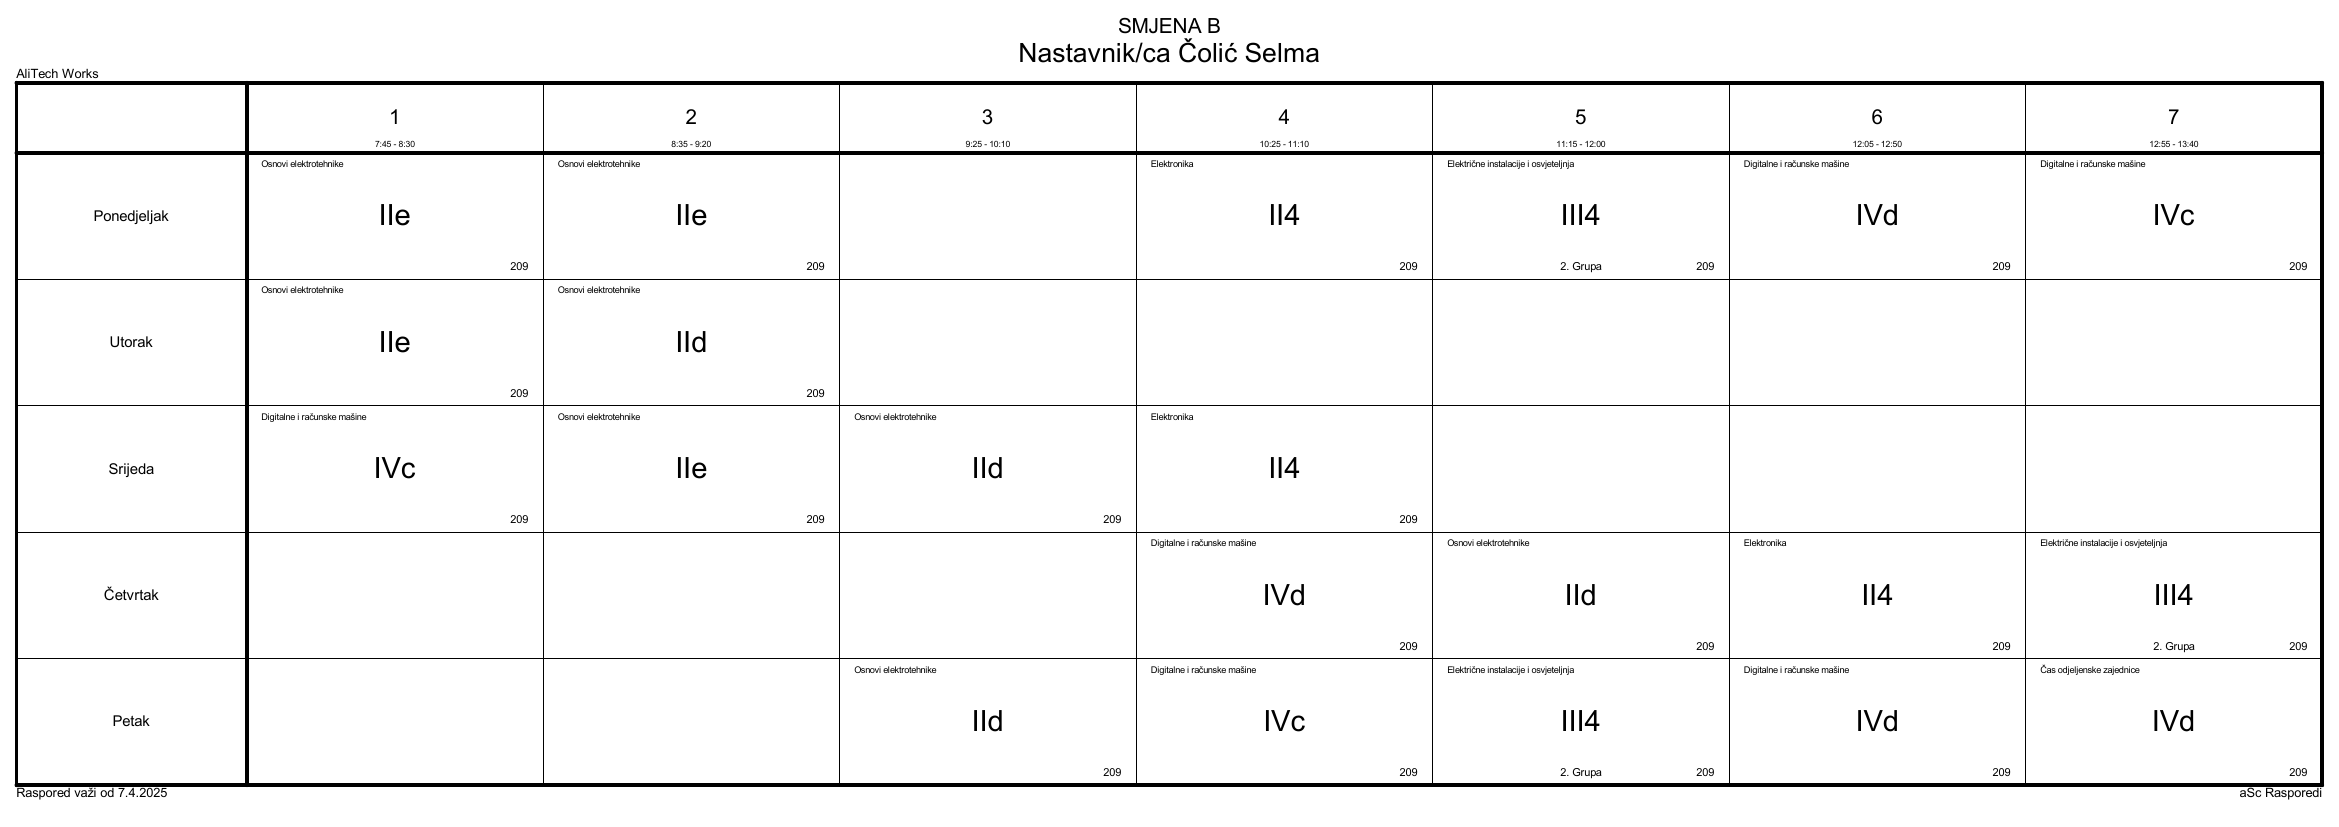 SMJENA B
Nastavnik/ca Čolić Selma
AliTech Works
1 2 3 4 5 6 7
7:45 - 8:30 8:35 - 9:20 9:25 - 10:10 10:25 - 11:10 11:15 - 12:00 12:05 - 12:50 12:55 - 13:40
Osnovi elektrotehnike Osnovi elektrotehnike Elektronika Električne instalacije i osvjeteljnja Digitalne i računske mašine Digitalne i računske mašine
Ponedjeljak IIe IIe II4 III4 IVd IVc
209 209 209 2. Grupa 209 209 209
Osnovi elektrotehnike Osnovi elektrotehnike
Utorak IIe IId
209 209
Digitalne i računske mašine Osnovi elektrotehnike Osnovi elektrotehnike Elektronika
Srijeda IVc IIe IId II4
209 209 209 209
Digitalne i računske mašine Osnovi elektrotehnike Elektronika Električne instalacije i osvjeteljnja
Četvrtak IVd IId II4 III4
209 209 209 2. Grupa 209
Osnovi elektrotehnike Digitalne i računske mašine Električne instalacije i osvjeteljnja Digitalne i računske mašine Čas odjeljenske zajednice
Petak IId IVc III4 IVd IVd
209 209 2. Grupa 209 209 209
Raspored važi od 7.4.2025 aSc Rasporedi